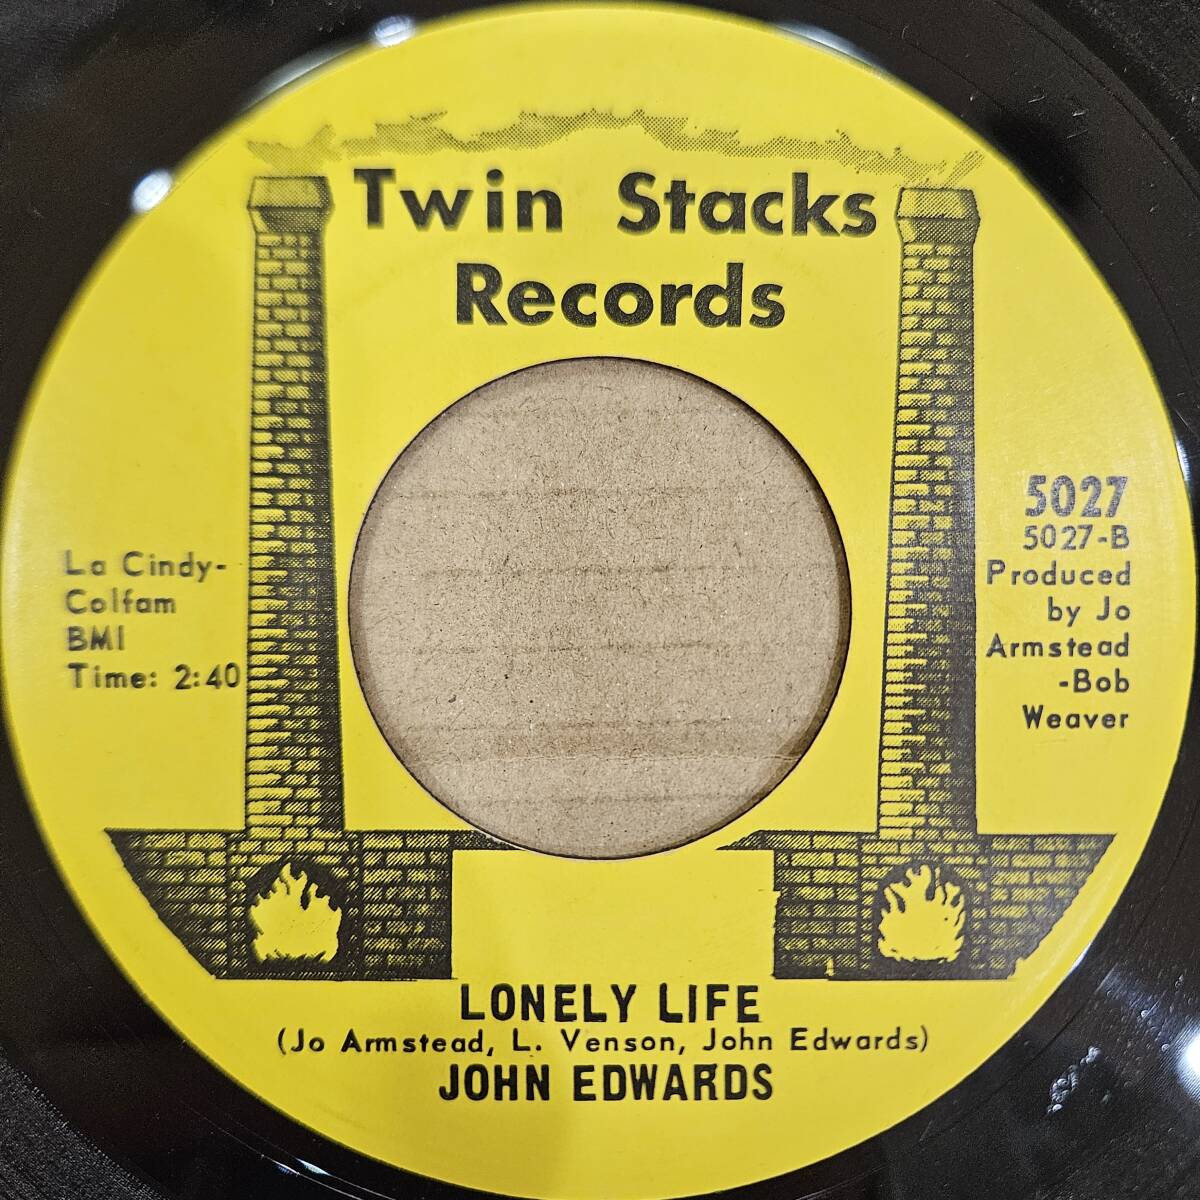 Twin Stacks
Records
La Cindy-
Colfam
BMI
Time: 2:40
5027
5027-B
Produced
by Jo
Armstead
-Bob
Weaver
LONELY LIFE
(Jo Armstead, L. Venson, John Edwards)
JOHN EDWARDS